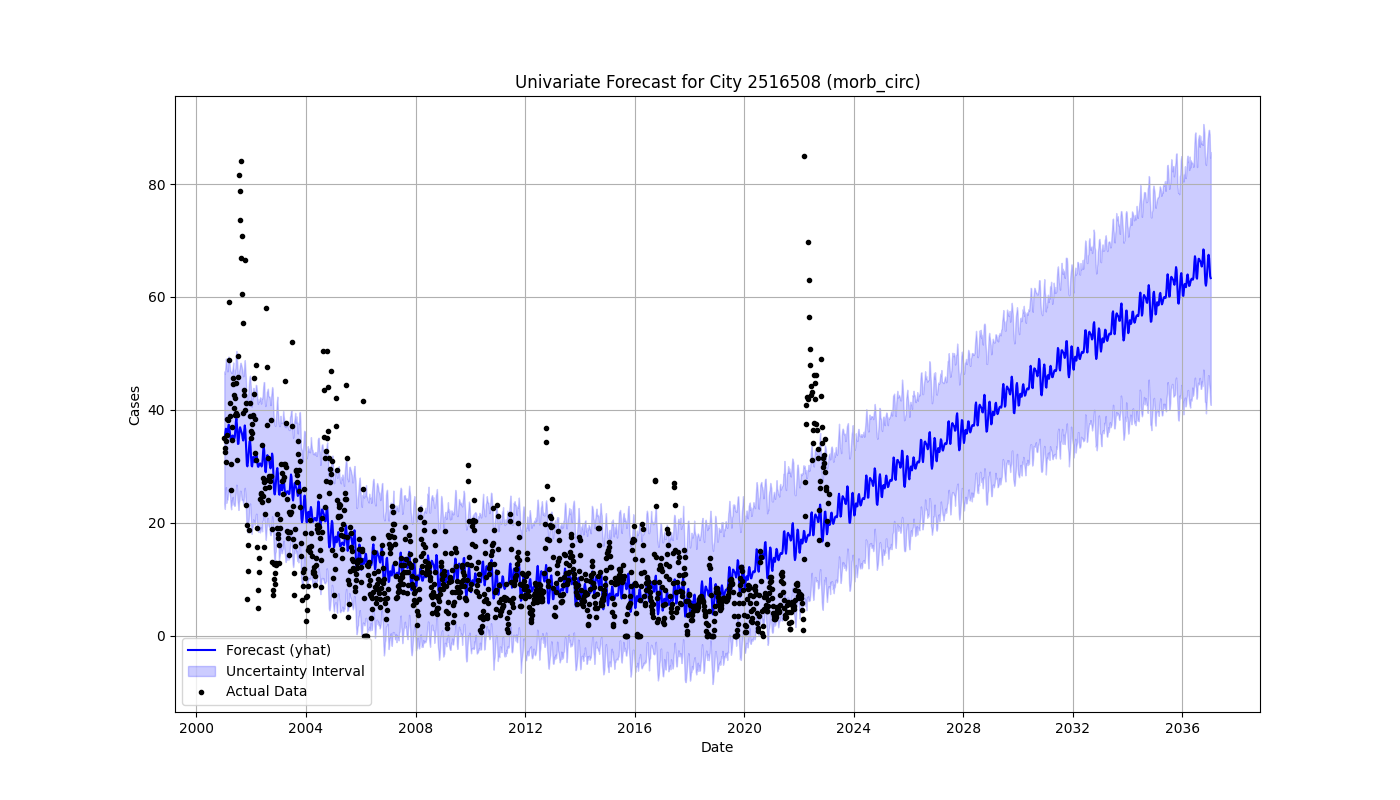 Univariate Forecast for City 2516508 (morb_circ)
Cases
80
60
40
20
0
Forecast (yhat)
Uncertainty Interval
Actual Data
2000 2004 2008 2012 2016 2020 2024 2028 2032 2036
Date